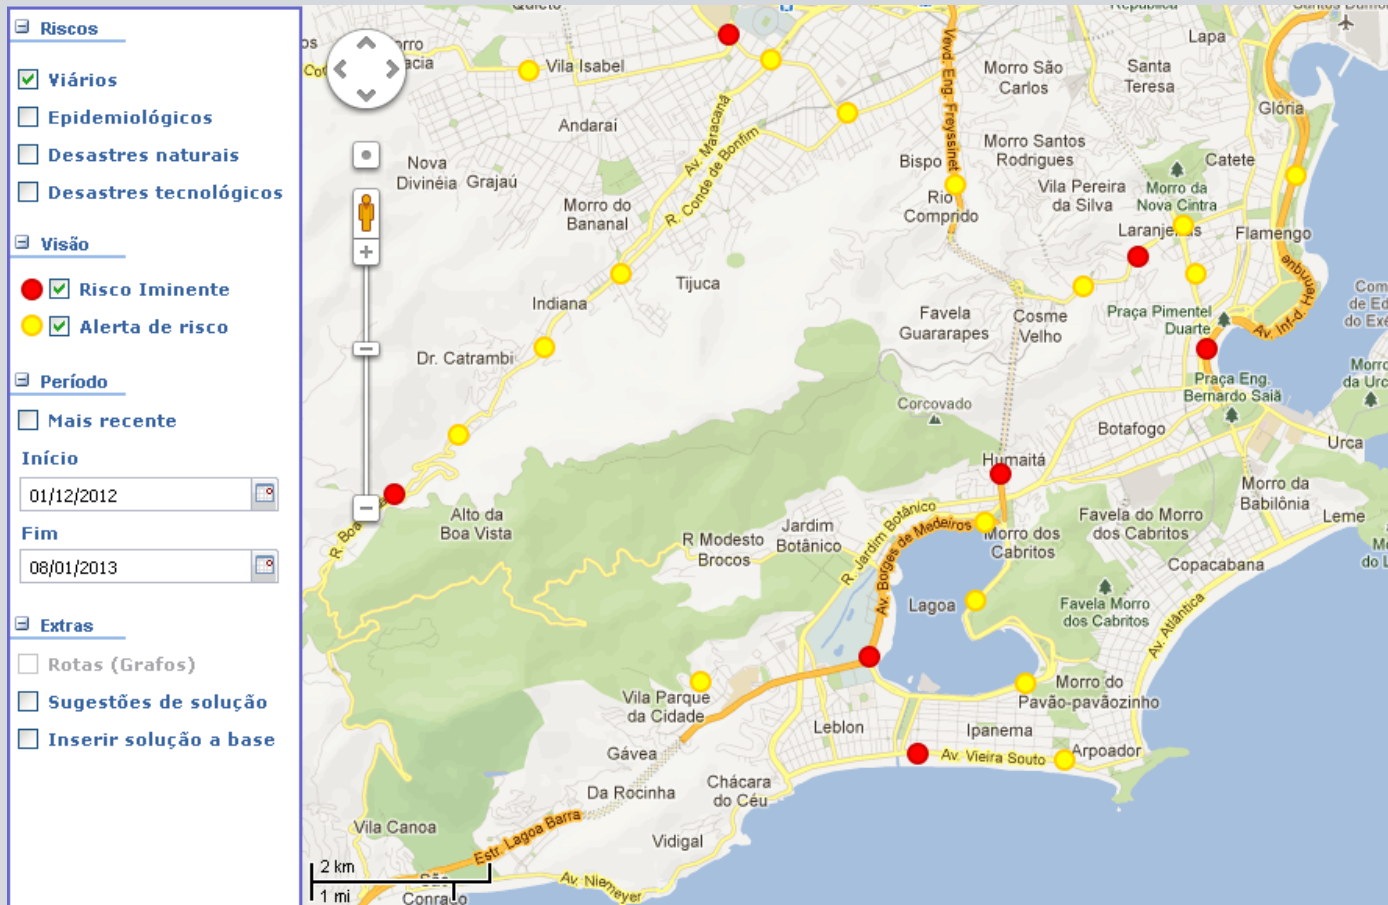 Riscos
Viários
Epidemiológicos
Desastres naturais
Desastres tecnológicos
Visão
Risco Iminente
Alerta de risco
Período
Mais recente
Início
01/12/2012
Fim
08/01/2013
Extras
Rotas (Grafos)
Sugestões de solução
Inserir solução a base
Vila Isabel
Andaraí
Nova
Divinéia
Grajaú
Morro do
Bananal
Av. Maracanã
R. Conde de Bonfim
Tijuca
Indiana
Dr. Catrambi
Vevd. Eng. Freyssinet
Morro São
Carlos
Santa
Teresa
Lapa
Glória
Morro Santos
Rodrigues
Catete
Bispo
Rio
Comprido
Vila Pereira
da Silva
Morro da
Nova Cintra
Laranjeiras
Flamengo
Av. Inf-d. Henrique
Praça Pimentel
Duarte
Favela
Guararapes
Cosme
Velho
Praça Eng.
Bernardo Saiã
Corcovado
Botafogo
Urca
Humaitá
Morro da
Babilônia
Leme
Favela do Morro
dos Cabritos
Copacabana
Alto da
Boa Vista
R. Boa
R Modesto
Brocos
Jardim
Botânico
R. Jardim Botânico
Av. Borges de Medeiros
Morro dos
Cabritos
Lagoa
Favela Morro
dos Cabritos
Av. Atlântica
Vila Parque
da Cidade
Morro do
Pavão-pavãozinho
Leblon
Ipanema
Arpoador
Av. Vieira Souto
Gávea
Da Rocinha
Chácara
do Céu
Vila Canoa
Estr. Lagoa Barra
Vidigal
2 km
1 mi
São
Conrado
Av. Niemeyer